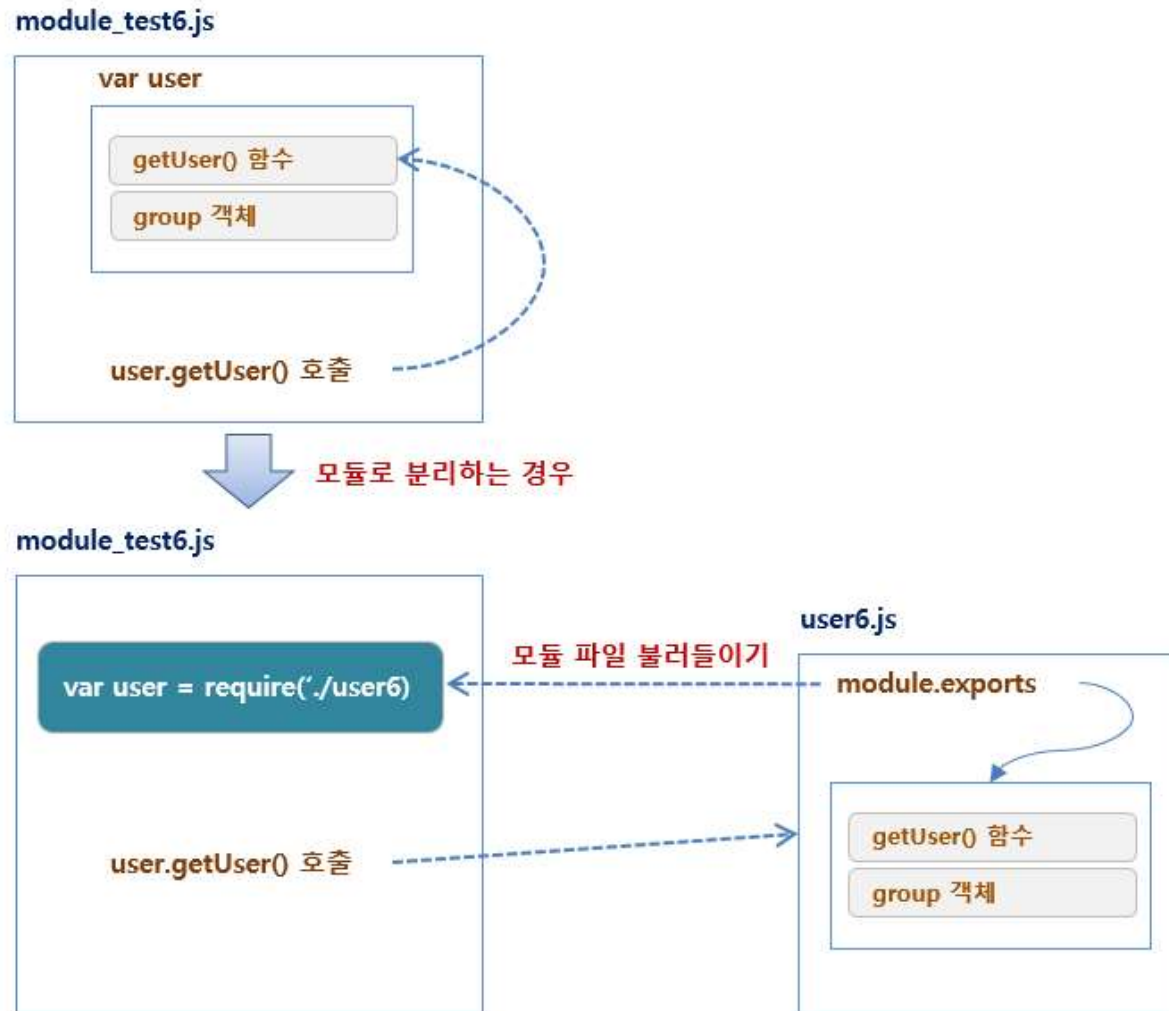 module_test6.js
var user
getUser() 함수
group 객체
user.getUser() 호출
모듈로 분리하는 경우
module_test6.js
var user = require(‘./user6)
user.getUser() 호출
모듈 파일 불러들이기
user6.js
module.exports
getUser() 함수
group 객체